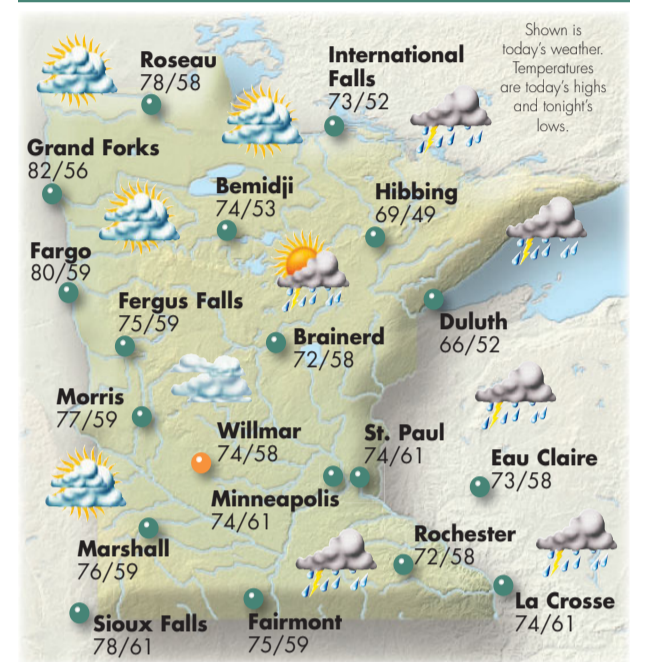 Shown is
today's weather.
Temperatures
are today's highs
and tonight's
lows.
Roseau
78/58
International
Falls
73/52
Grand Forks
82/56
Bemidji
74/53
Hibbing
69/49
Fargo
80/59
Fergus Falls
75/59
Brainerd
72/58
Duluth
66/52
Morris
77/59
Willmar
74/58
St. Paul
74/61
Eau Claire
73/58
Minneapolis
74/61
Marshall
76/59
Rochester
72/58
La Crosse
74/61
Sioux Falls
78/61
Fairmont
75/59